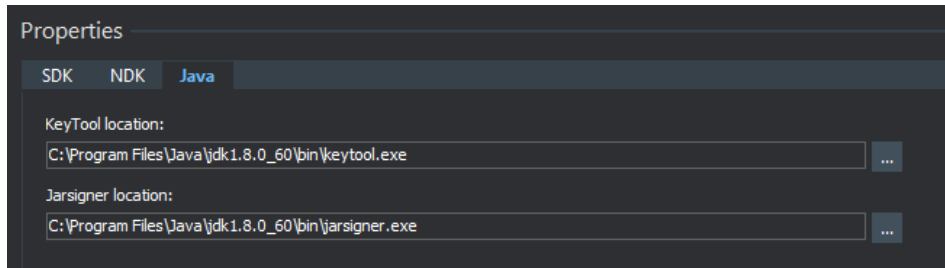 Properties
SDK NDK Java
KeyTool location:
C:\Program Files\Java\jdk1.8.0_60\bin\keytool.exe
...
Jarsigner location:
C:\Program Files\Java\jdk1.8.0_60\bin\jarsigner.exe
...